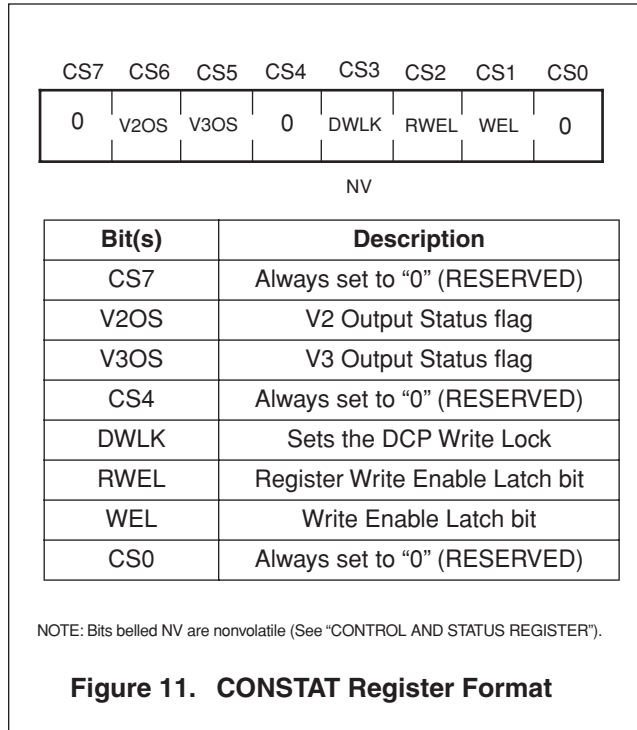 CS7 CS6 CS5 CS4 CS3 CS2 CS1 CS0
0 V2OS V3OS 0 DWLK RWEL WEL 0
NV
Bit(s) Description
CS7 Always set to “0” (RESERVED)
V2OS V2 Output Status flag
V3OS V3 Output Status flag
CS4 Always set to “0” (RESERVED)
DWLK Sets the DCP Write Lock
RWEL Register Write Enable Latch bit
WEL Write Enable Latch bit
CS0 Always set to “0” (RESERVED)
NOTE: Bits belled NV are nonvolatile (See “CONTROL AND STATUS REGISTER”).
Figure 11. CONSTAT Register Format